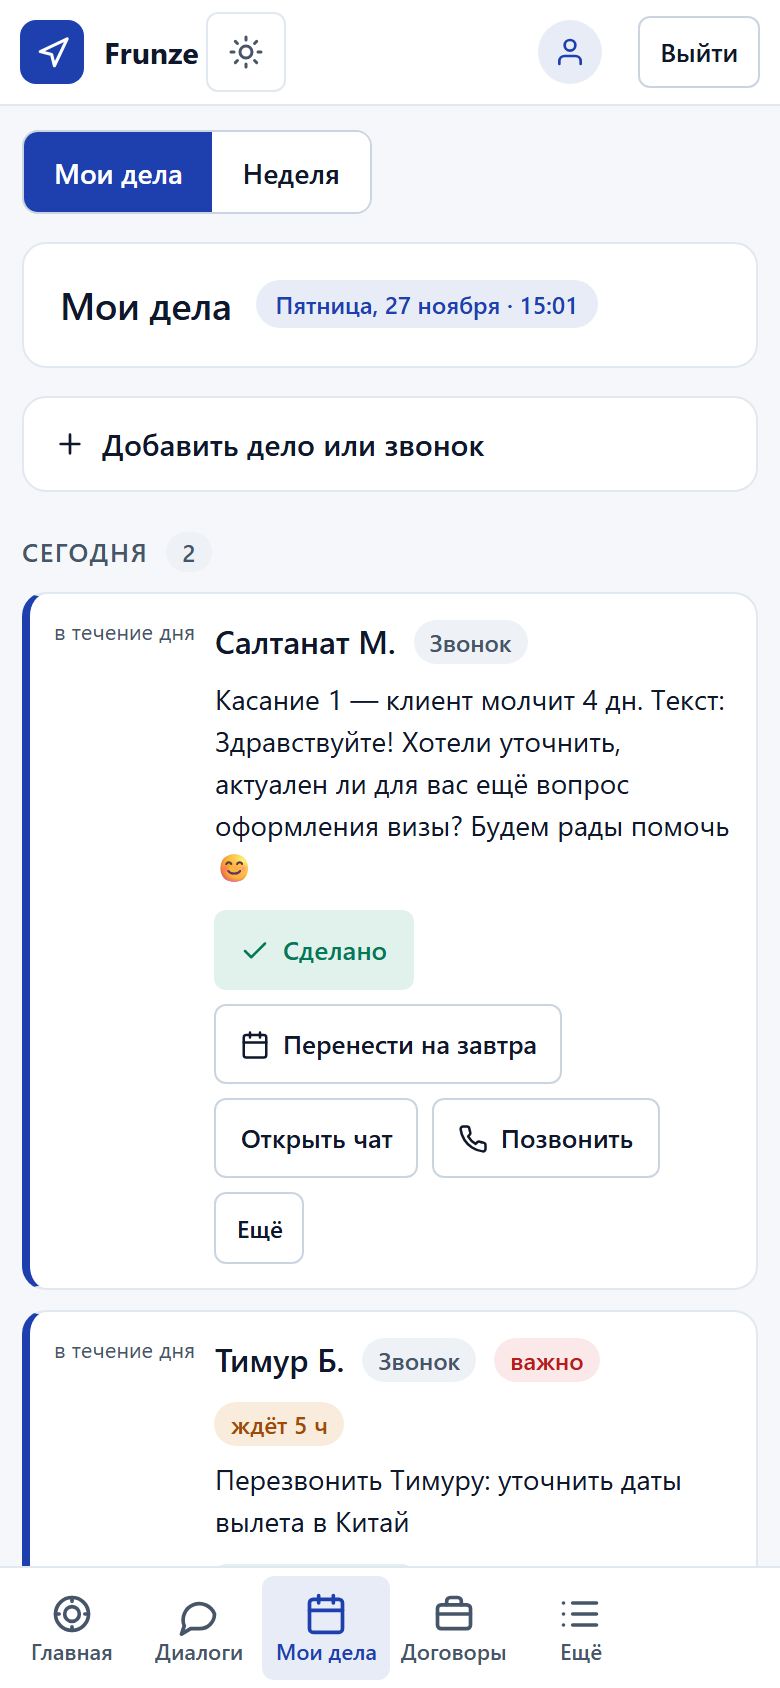 Frunze
Выйти
Мои дела
Неделя
Мои дела
Пятница, 27 ноября · 15:01
Добавить дело или звонок
СЕГОДНЯ 2
в течение дня
Салтанат М.
Звонок
Касание 1 — клиент молчит 4 дн. Текст:
Здравствуйте! Хотели уточнить,
актуален ли для вас ещё вопрос
оформления визы? Будем рады помочь
😊
Сделано
Перенести на завтра
Открыть чат
Позвонить
Ещё
в течение дня
Тимур Б.
Звонок
важно
ждёт 5 ч
Перезвонить Тимуру: уточнить даты
вылета в Китай
Главная
Диалоги
Мои дела
Договоры
Ещё